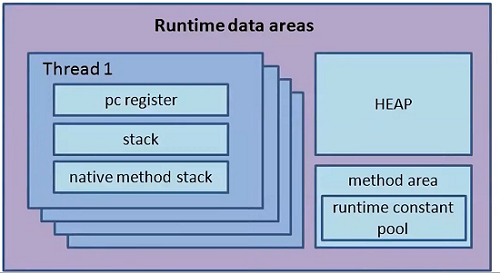 Runtime data areas
Thread 1
pc register
stack
native method stack
HEAP
method area
runtime constant
pool